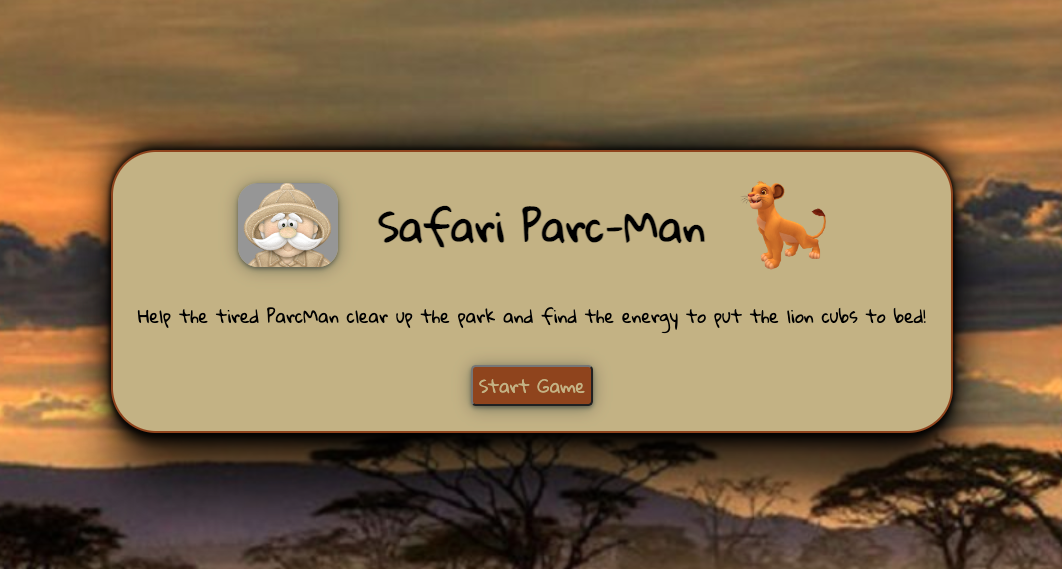 Safari Parc-Man
Help the tired ParcMan clear up the park and find the energy to put the lion cubs to bed!
Start Game